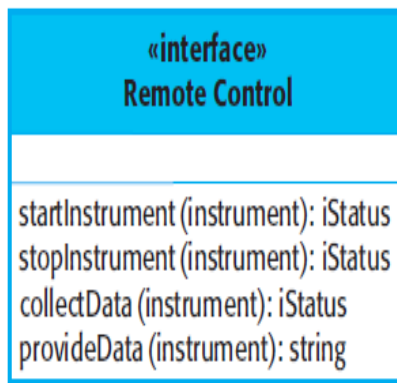 «interface»
Remote Control
startInstrument (instrument): iStatus
stopInstrument (instrument): iStatus
collectData (instrument): iStatus
provideData (instrument): string